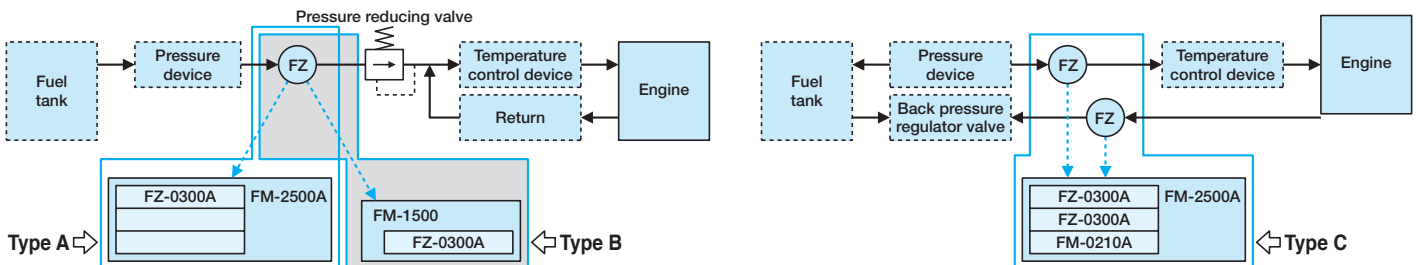 Pressure reducing valve
Fuel
tank
Pressure
device
FZ
Temperature
control device
Return
Engine
FZ-0300A
FM-2500A
FM-1500
FZ-0300A
Type A
Type B
Fuel
tank
Pressure
device
FZ
Temperature
control device
Engine
Back pressure
regulator valve
FZ
FZ-0300A
FM-2500A
FZ-0300A
FM-0210A
Type C